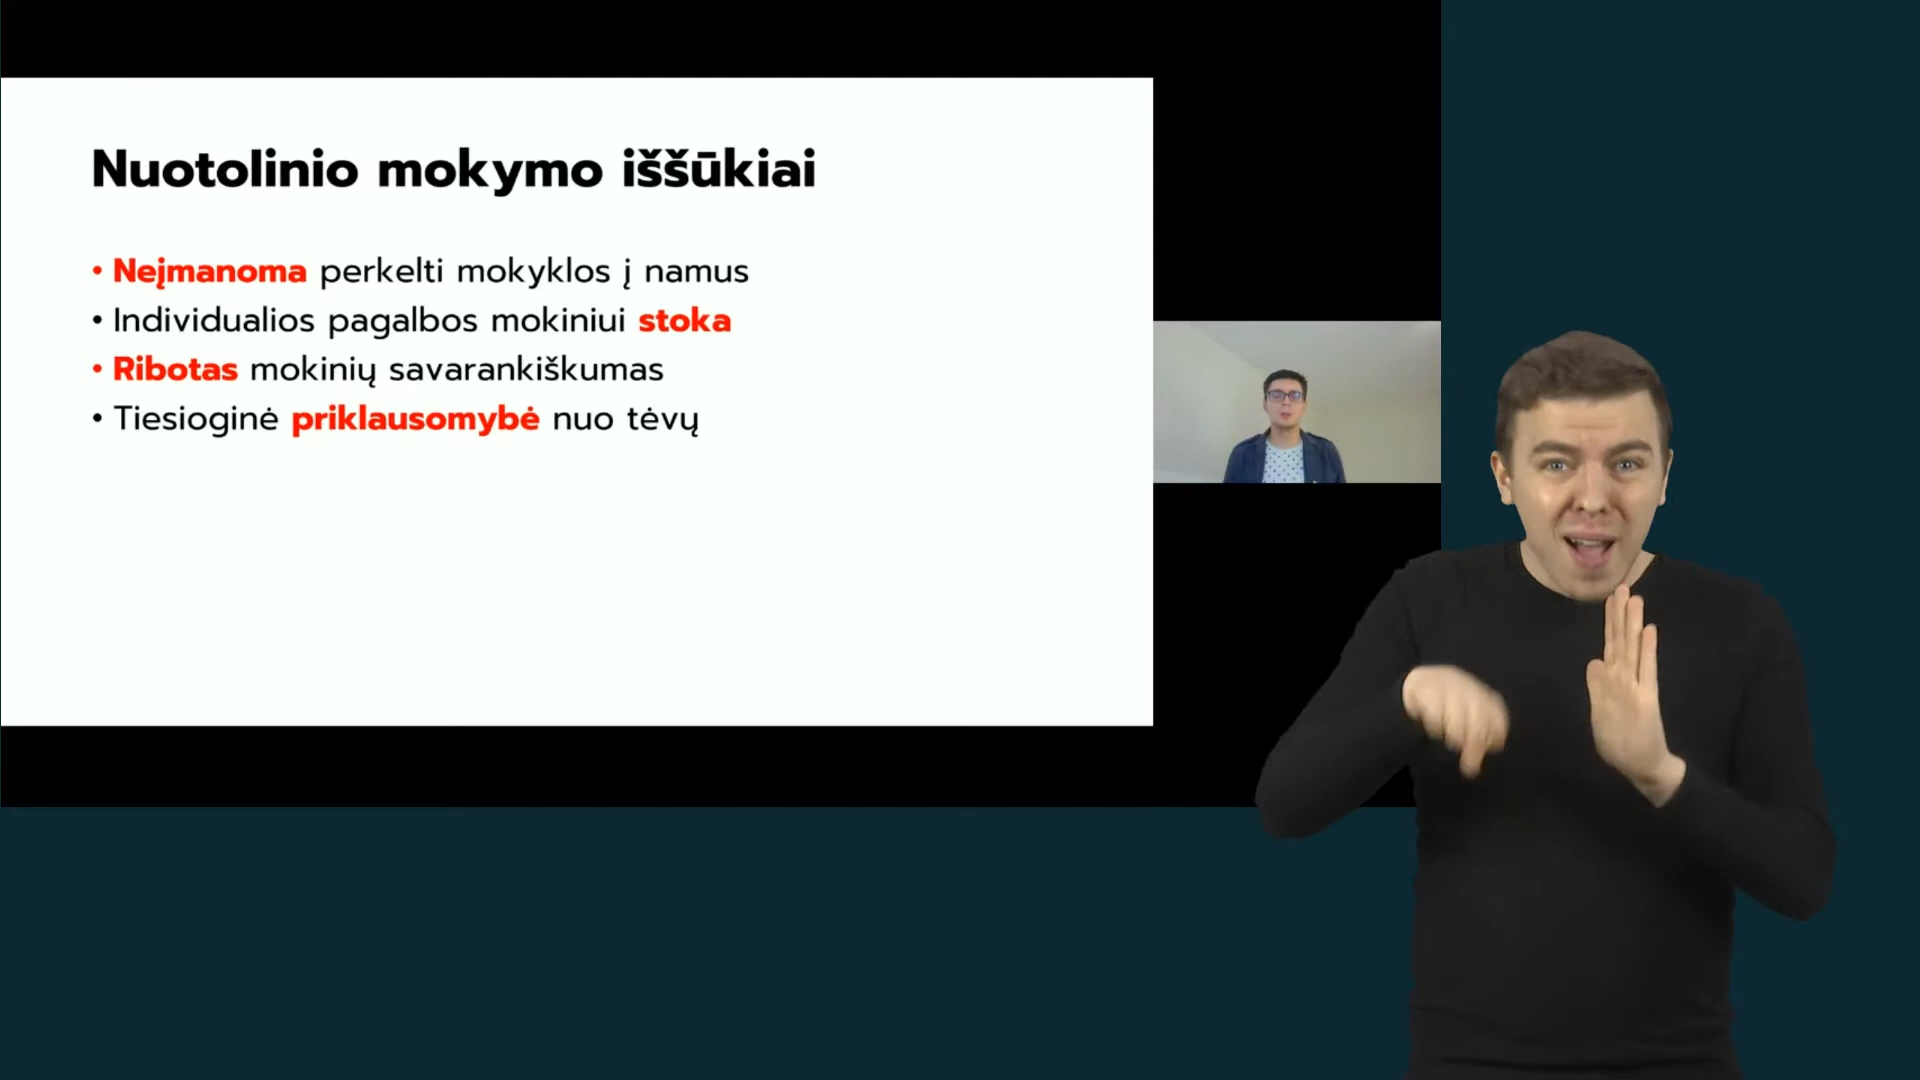 Nuotolinio mokymo iššūkiai
• Neįmanoma perkelti mokyklos į namus
• Individualios pagalbos mokiniui stoka
• Ribotas mokinių savarankiškumas
• Tiesioginė priklausomybė nuo tėvų